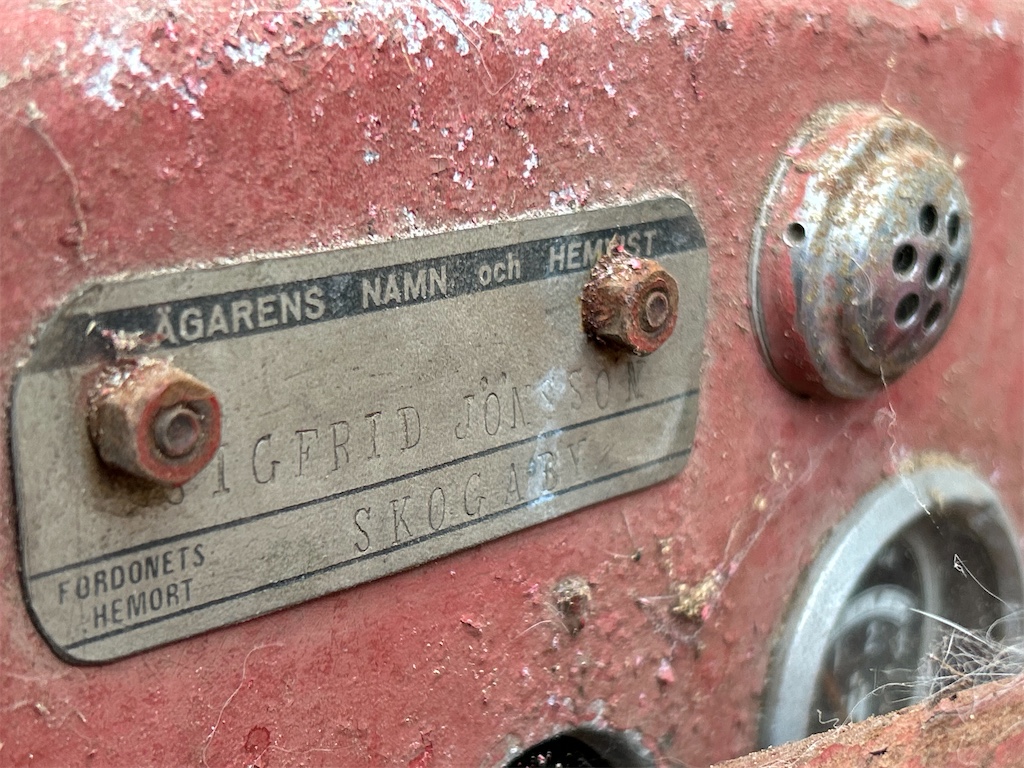 ÄGARENS NAMN och HEMVIST
SIGFRID JÖNSSON
SKOGABY
FORDONETS
HEMORT